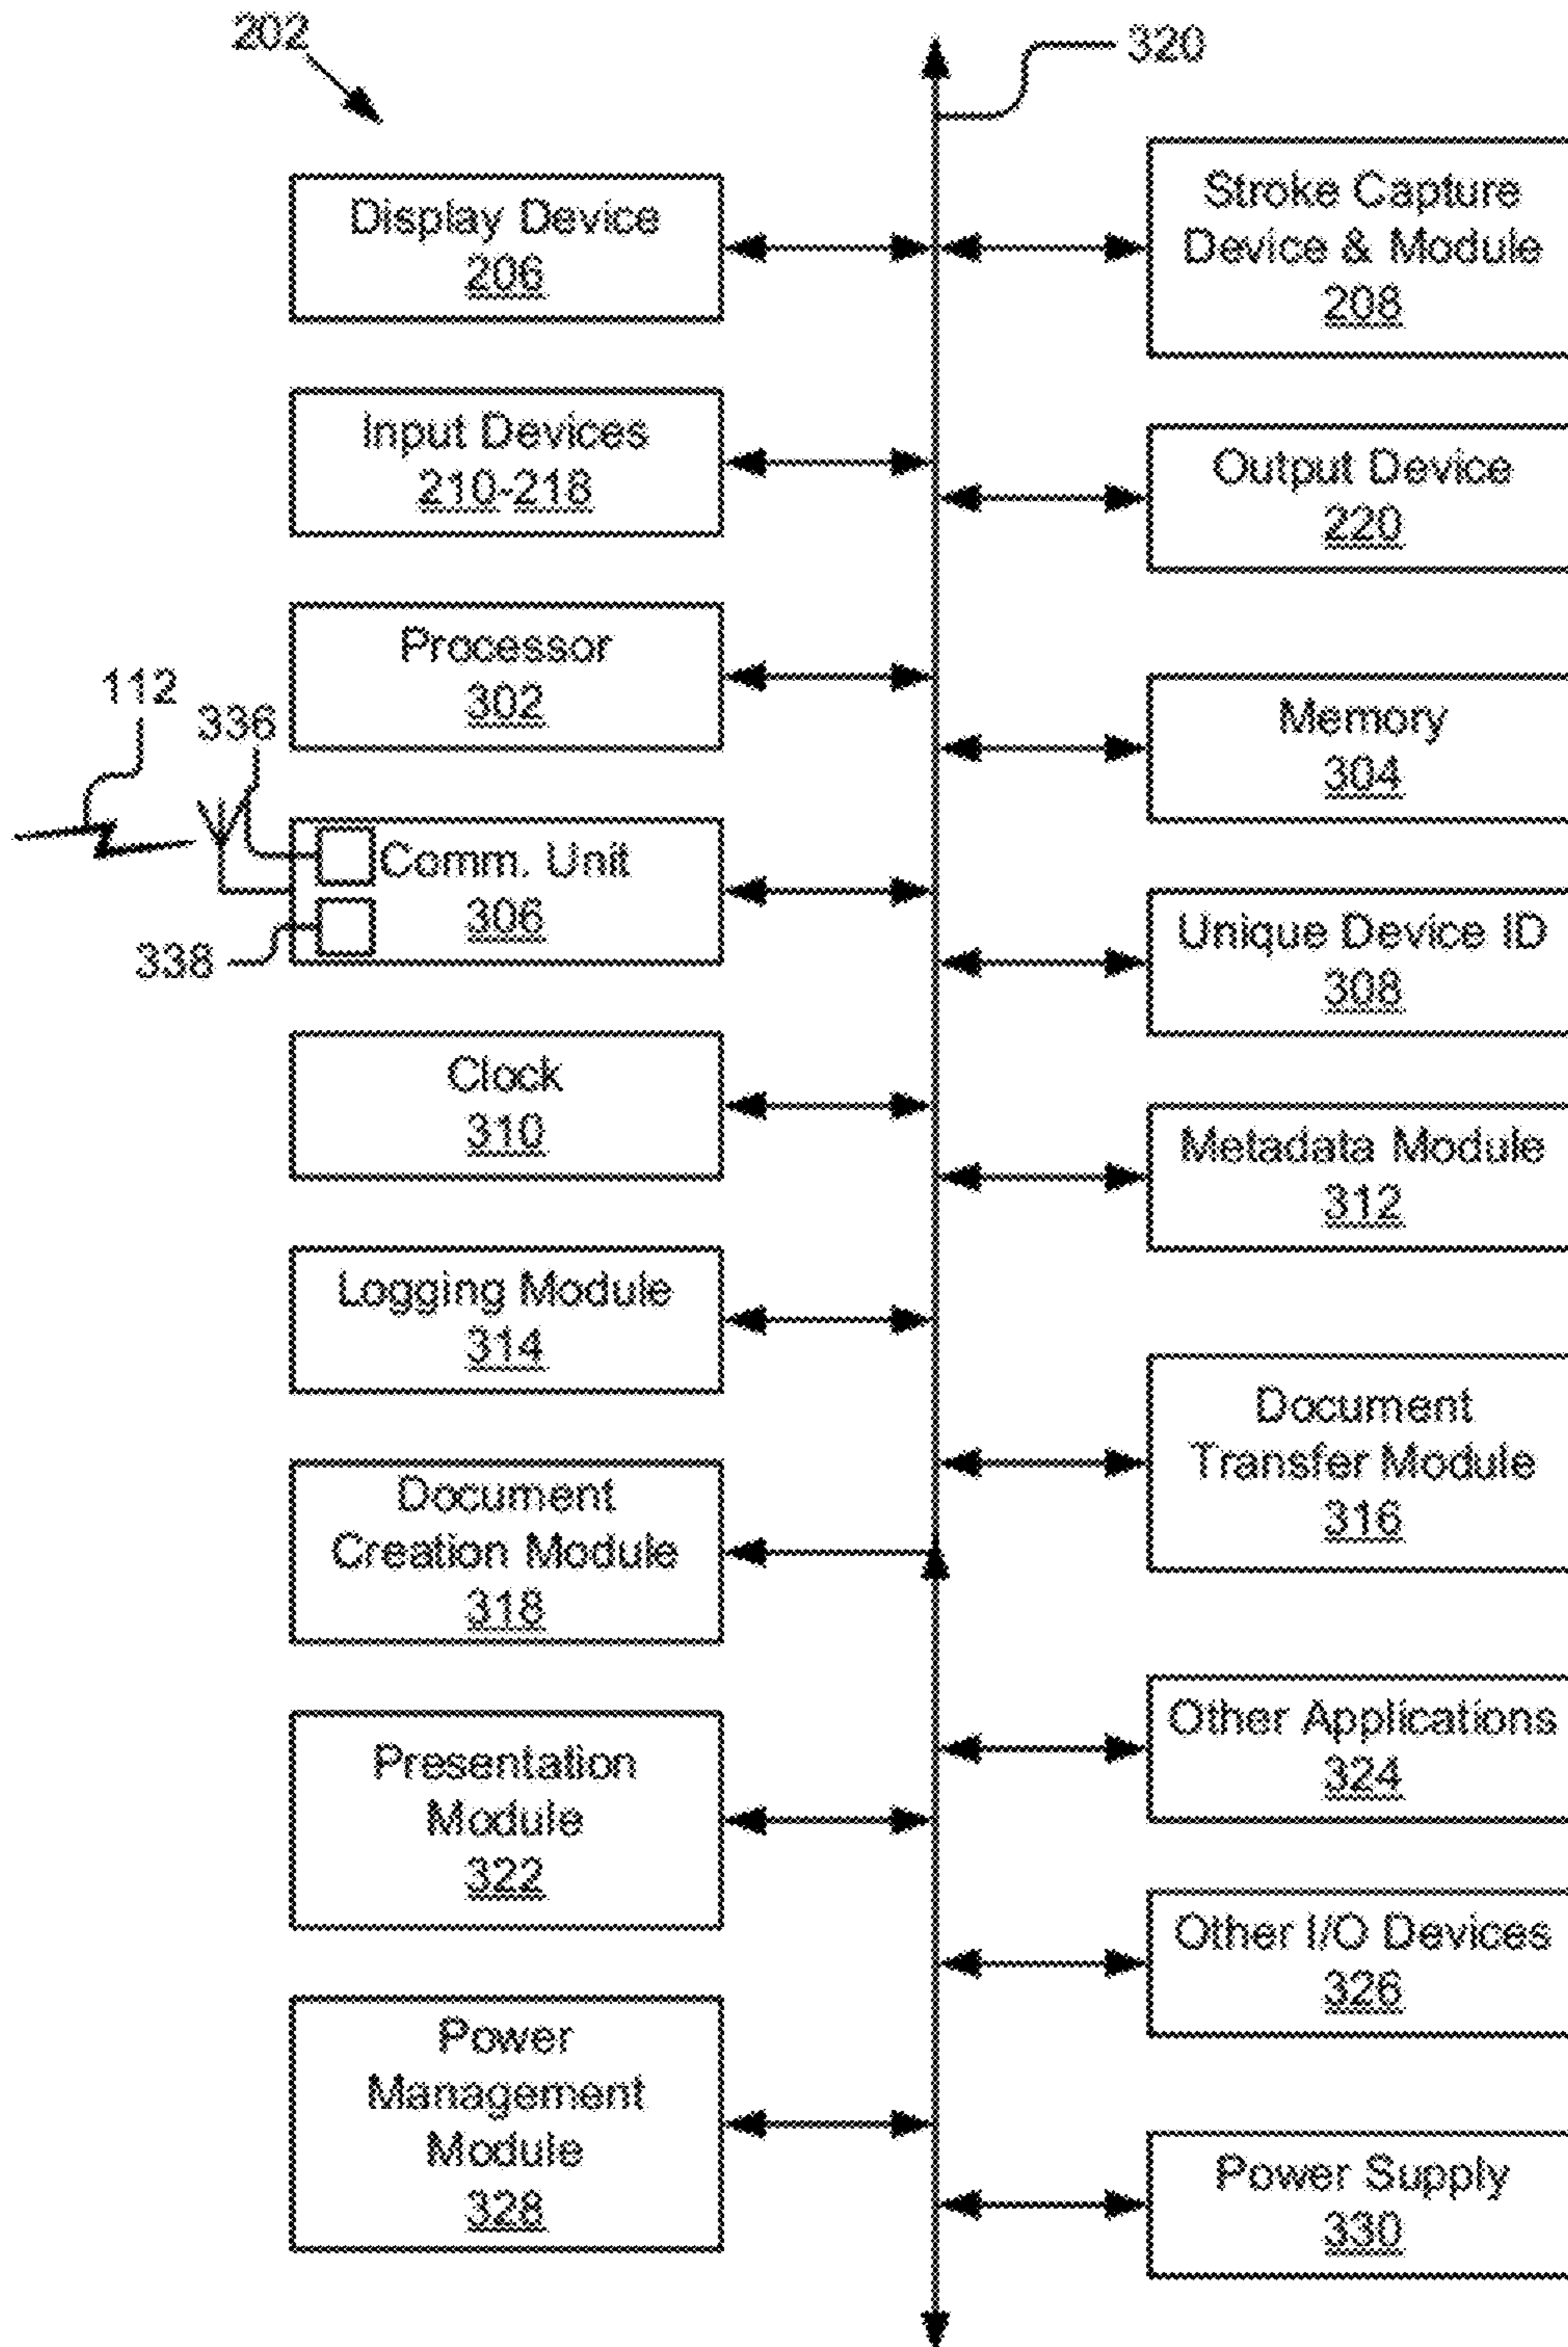 202
320
Display Device
206
Stroke Capture
Device & Module
208
Input Devices
210-218
Output Device
220
Processor
302
112
336
Memory
304
Comm. Unit
306
338
Unique Device ID
308
Clock
310
Metadata Module
312
Logging Module
314
Document
Transfer Module
316
Document
Creation Module
318
Other Applications
324
Presentation
Module
322
Other I/O Devices
326
Power
Management
Module
328
Power Supply
330